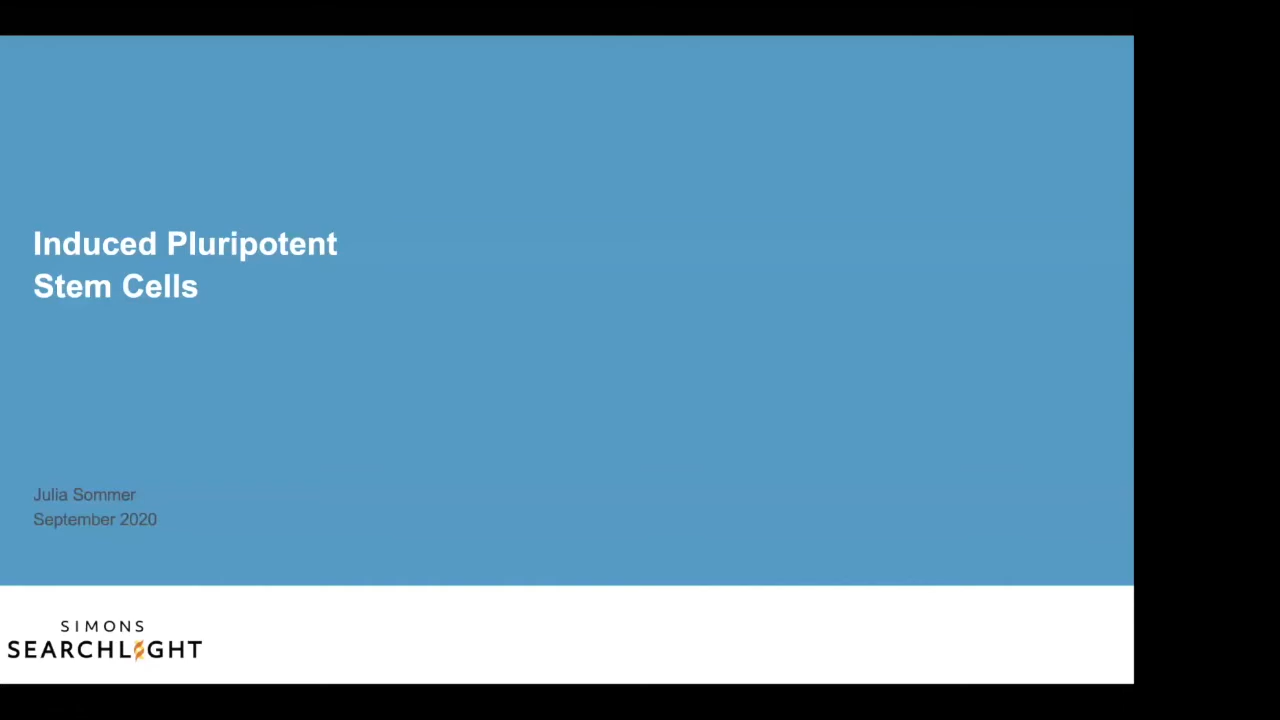 Induced Pluripotent
Stem Cells
Julia Sommer
September 2020
SIMONS
SEARCHLIGHT